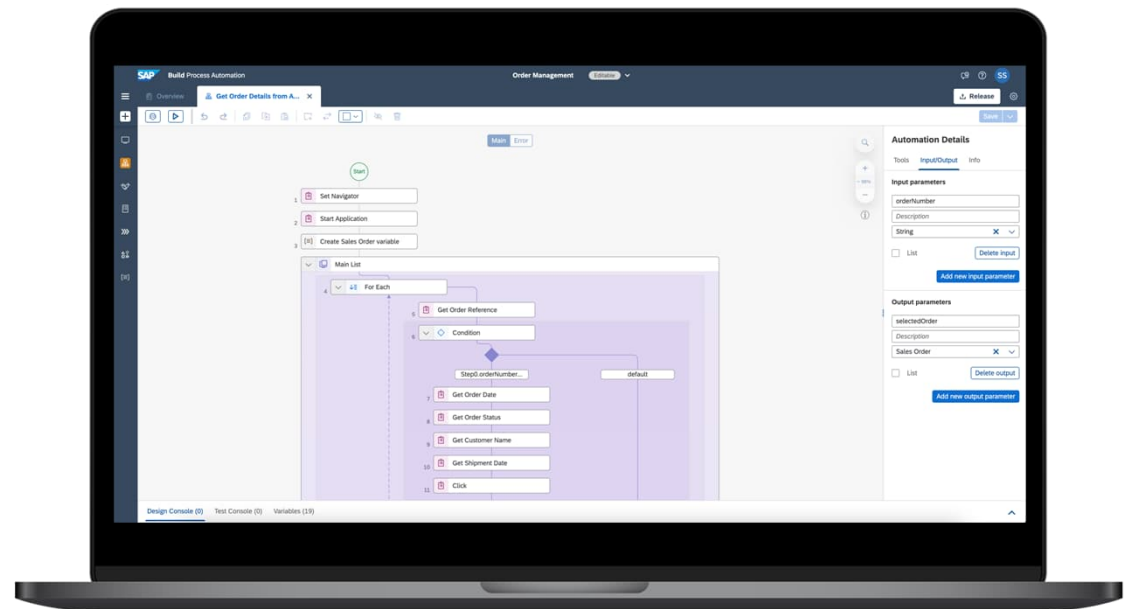 SAP Build Process Automation
Order Management Editable
SS
Overview
Get Order Details from A... X
Release
Save
Main Error
Start
1 Set Navigator
2 Start Application
3 Create Sales Order variable
Main List
4 For Each
5 Get Order Reference
6 Condition
Step0 orderNumber...
default
7 Get Order Date
8 Get Order Status
9 Get Customer Name
10 Get Shipment Date
11 Click
Automation Details
Tools Input/Output Info
Input parameters
orderNumber
Description
String
List
Delete input
Add new input parameter
Output parameters
selectedOrder
Description
Sales Order
List
Delete output
Add new output parameter
Design Console (0) Test Console (0) Variables (19)